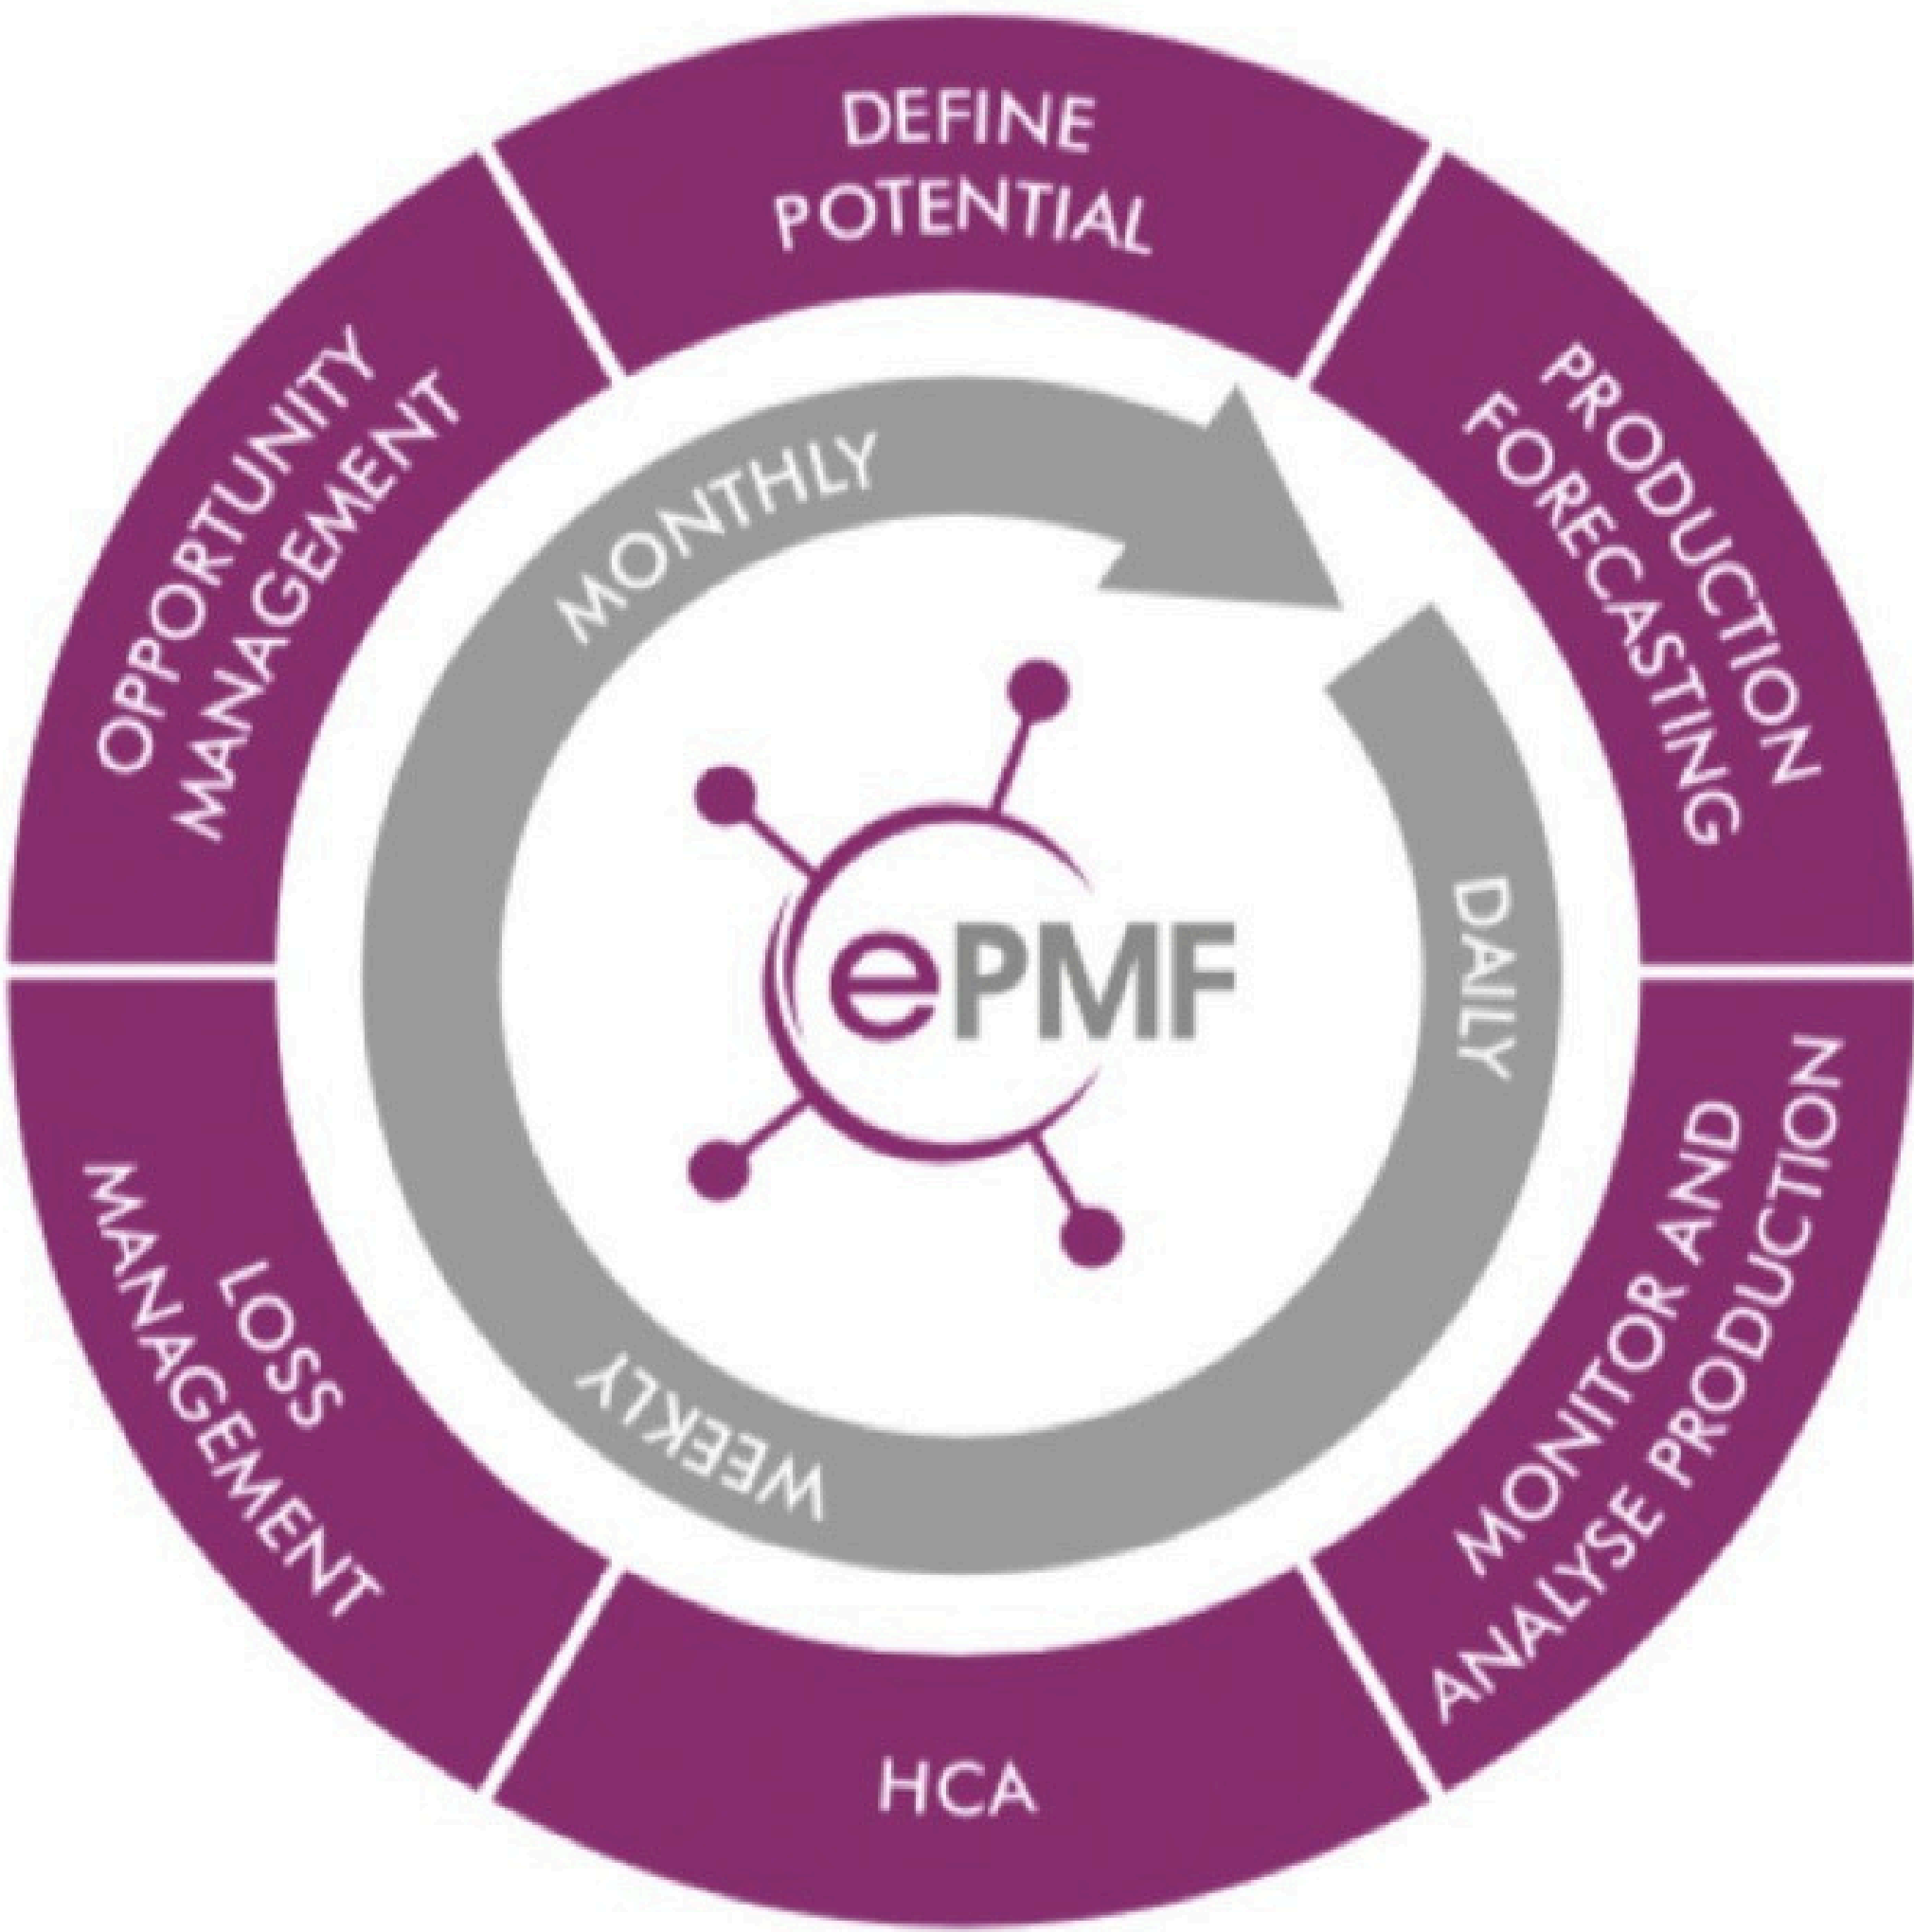 DEFINE
POTENTIAL
PRODUCTION
FORECASTING
MONITOR AND
ANALYSE PRODUCTION
HCA
LOSS
MANAGEMENT
OPPORTUNITY
MANAGEMENT
MONTHLY
DAILY
WEEKLY
ePMF